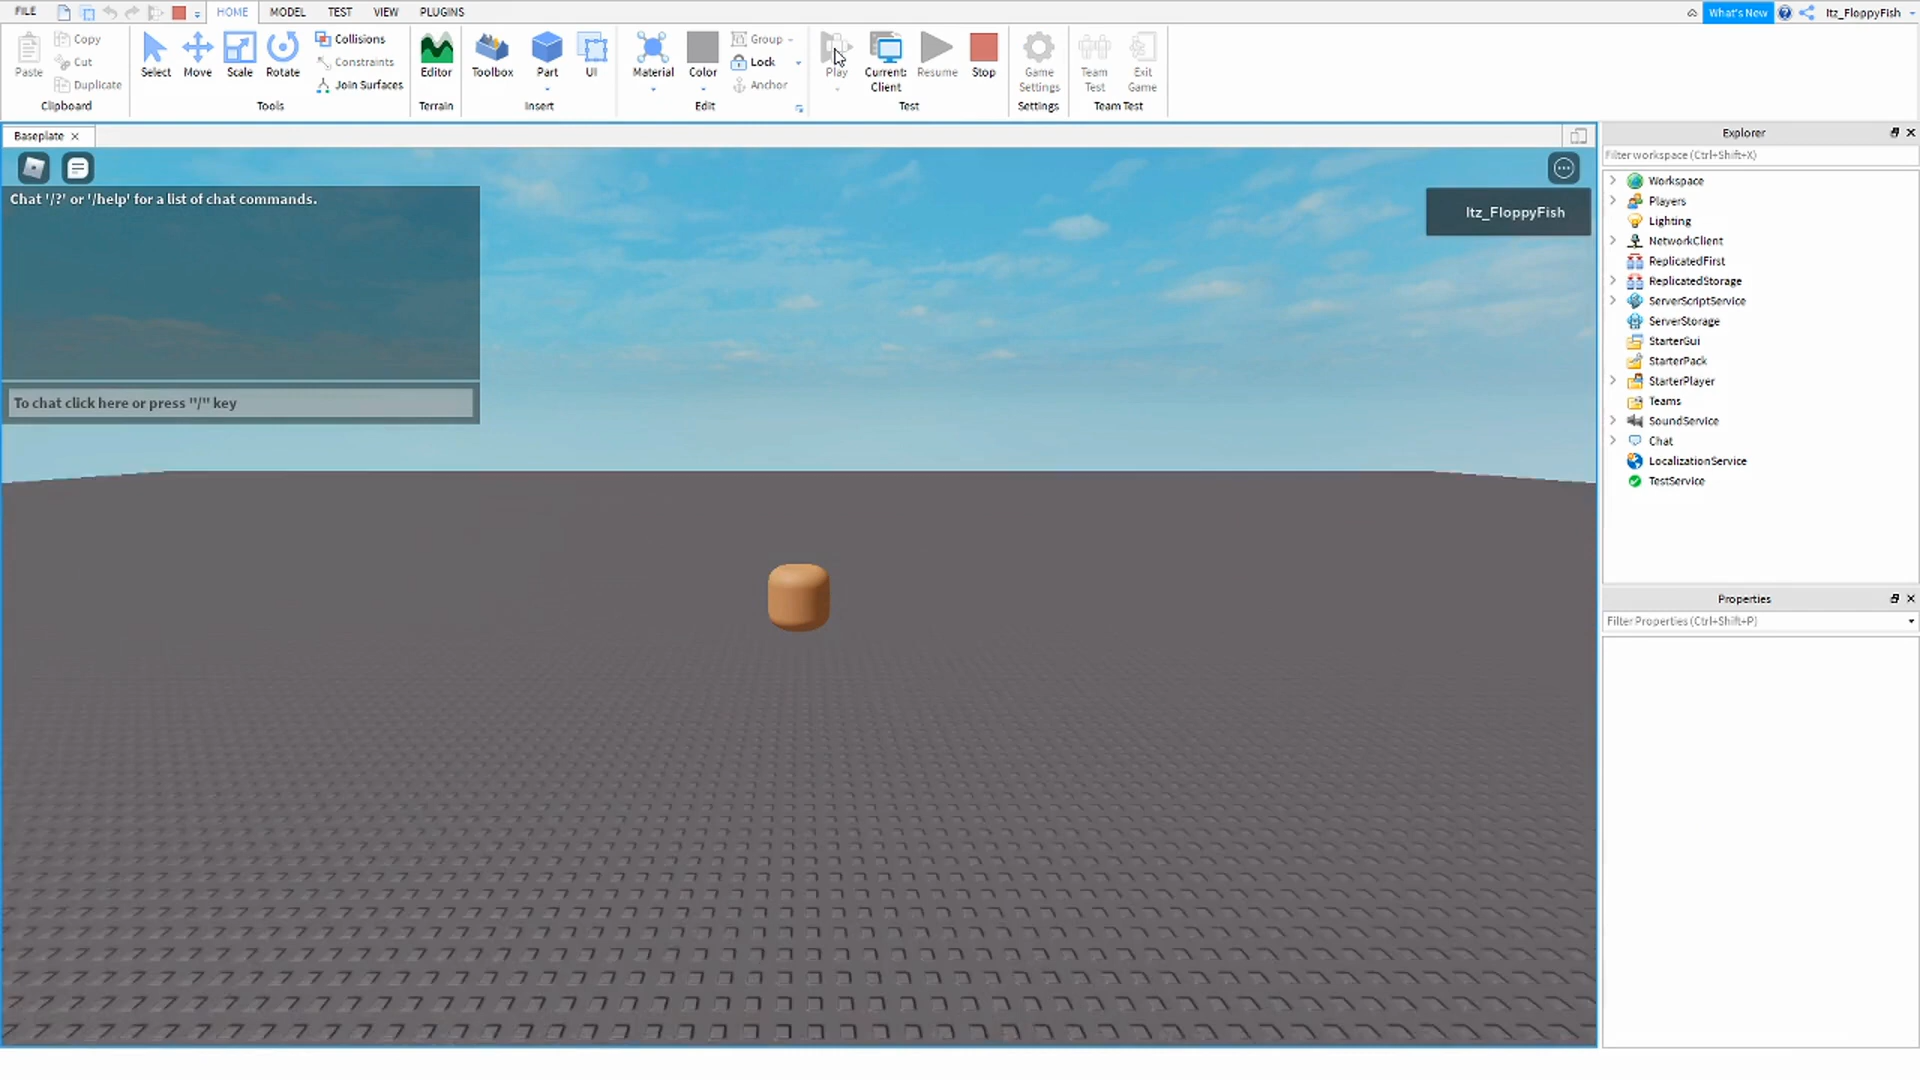 FILE HOME MODEL TEST VIEW PLUGINS What's New Itz_FloppyFish
Paste Copy Cut Duplicate Clipboard
Select Move Scale Rotate Collisions Constraints Join Surfaces Tools
Editor Terrain
Toolbox Part UI Insert
Material Color Group Lock Anchor Edit
Play Current: Client Resume Stop Test
Game Settings Settings
Team Test Exit Game Team Test
Baseplate
Chat '/?' or '/help' for a list of chat commands.
To chat click here or press "/" key
Itz_FloppyFish
Explorer
Filter workspace (Ctrl+Shift+X)
Workspace
Players
Lighting
NetworkClient
ReplicatedFirst
ReplicatedStorage
ServerScriptService
ServerStorage
StarterGui
StarterPack
StarterPlayer
Teams
SoundService
Chat
LocalizationService
TestService
Properties
Filter Properties (Ctrl+Shift+P)